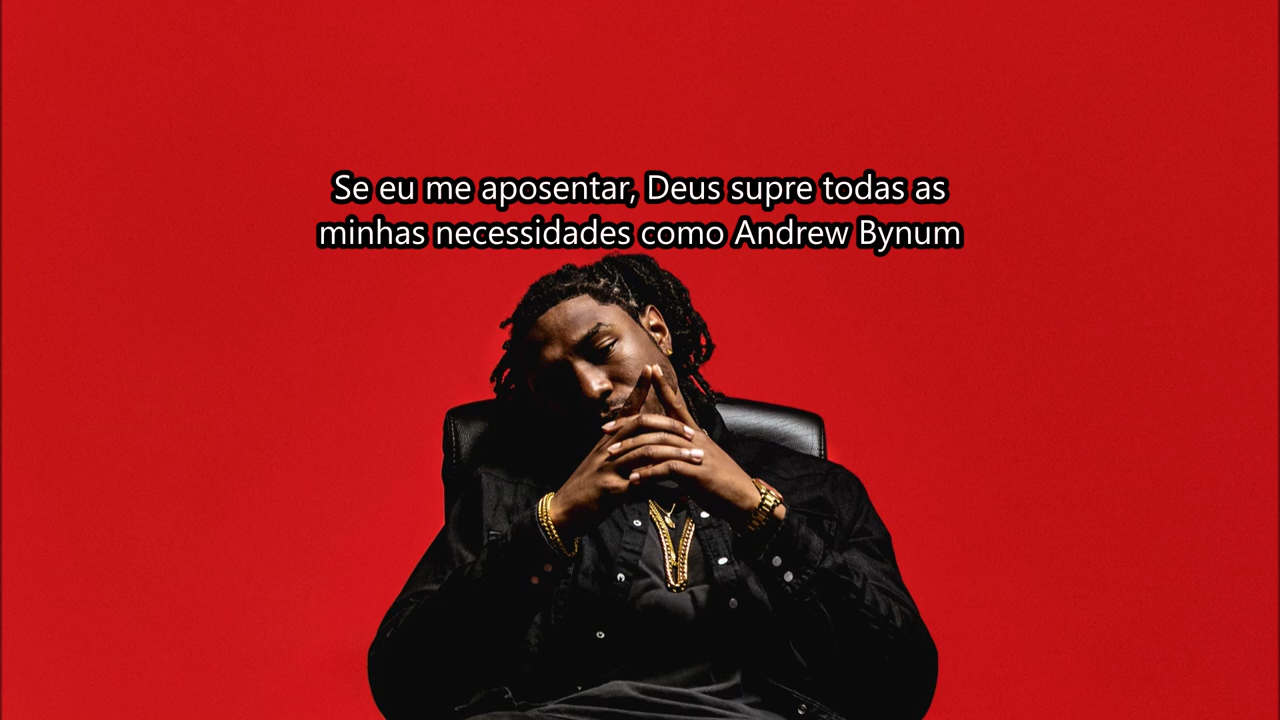 Se eu me aposentar, Deus supre todas as
minhas necessidades como Andrew Bynum